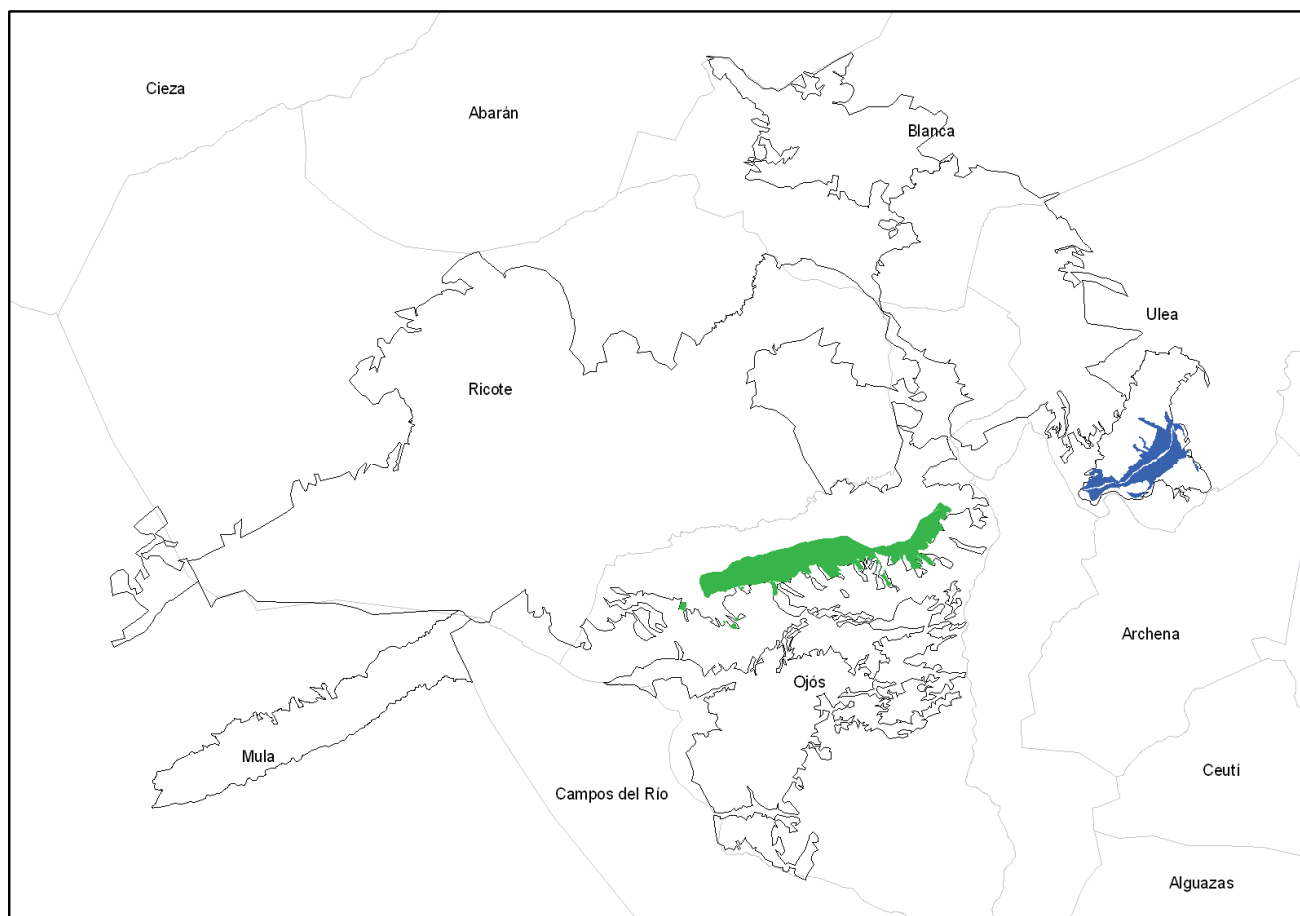 Cieza
Abarán
Blanca
Ulea
Ricote
Archena
Ojós
Mula
Ceutí
Campos del Río
Alguazas